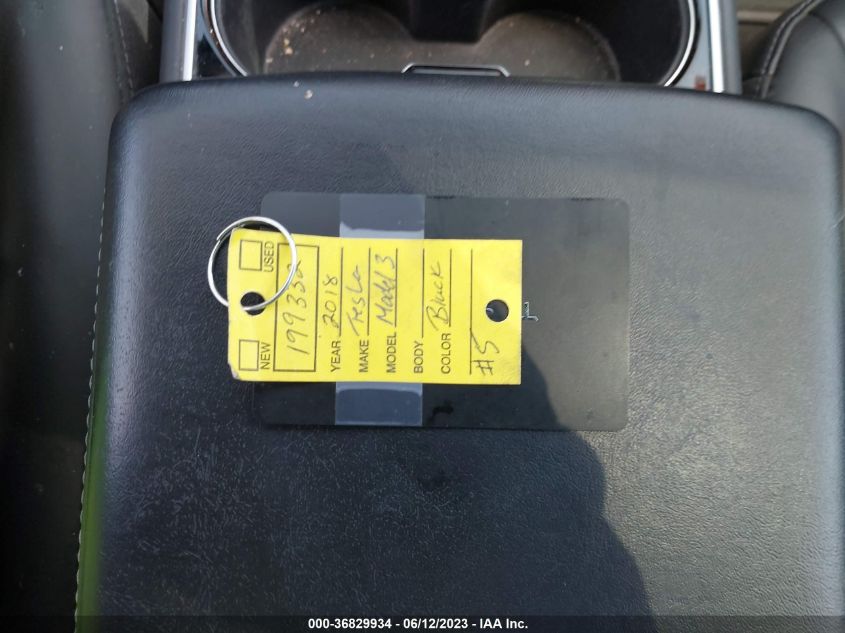 NEW USED
199332
YEAR 2018
MAKE Tesla
MODEL Model 3
BODY
COLOR Black
#5
000-36829934 - 06/12/2023 - IAA Inc.